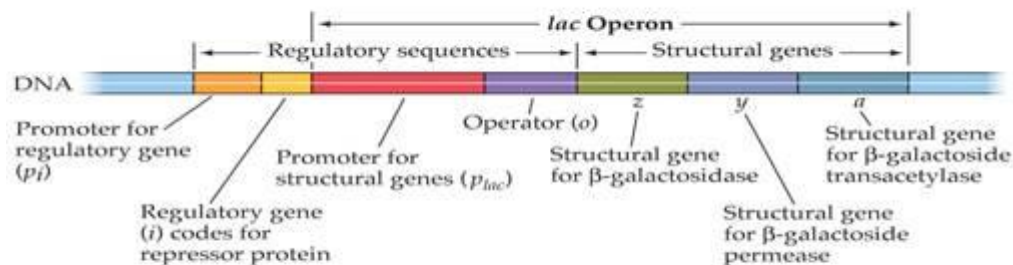 lac Operon
Regulatory sequences
Structural genes
DNA
z
y
a
Promoter for
regulatory gene
(pi)
Regulatory gene
(i) codes for
repressor protein
Promoter for
structural genes (plac)
Operator (o)
Structural gene
for β-galactosidase
Structural gene
for β-galactoside
permease
Structural gene
for β-galactoside
transacetylase